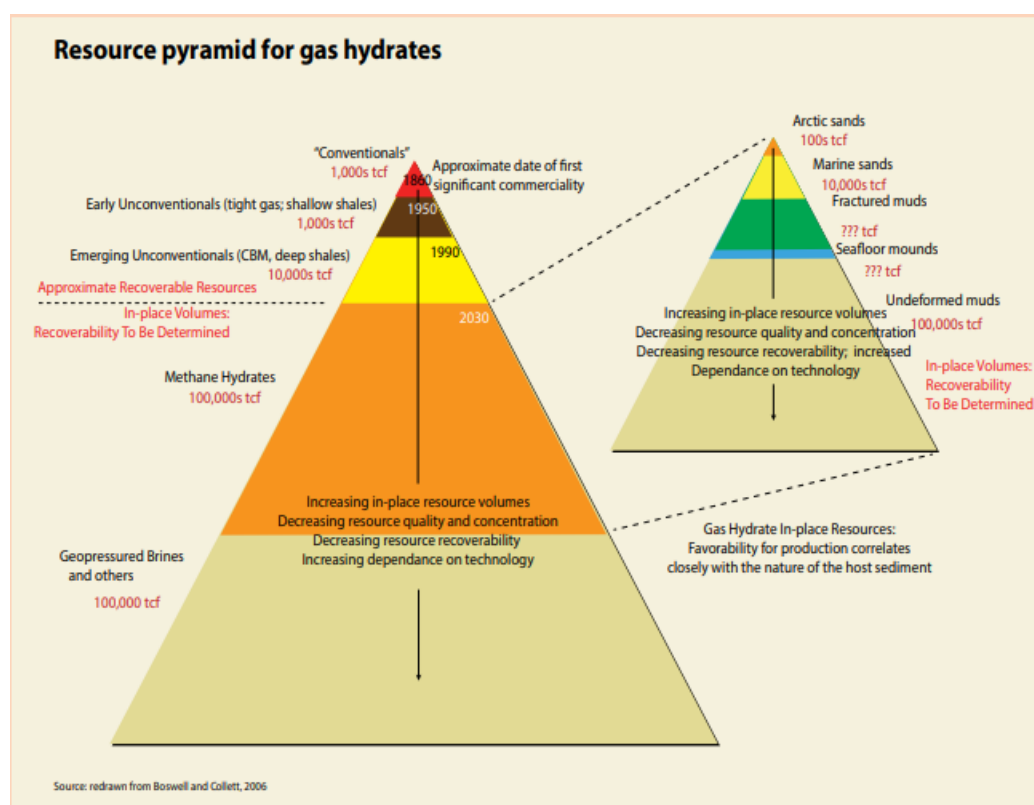 Resource pyramid for gas hydrates
"Conventionals"
1,000s tcf
1860
Approximate date of first
significant commerciality
Early Unconventionals (tight gas; shallow shales)
1,000s tcf
1950
Emerging Unconventionals (CBM, deep shales)
10,000s tcf
1990
Approximate Recoverable Resources
In-place Volumes:
Recoverability To Be Determined
2030
Methane Hydrates
100,000s tcf
Increasing in-place resource volumes
Decreasing resource quality and concentration
Decreasing resource recoverability
Increasing dependance on technology
Geopressured Brines
and others
100,000 tcf
Arctic sands
100s tcf
Marine sands
10,000s tcf
Fractured muds
??? tcf
Seafloor mounds
??? tcf
Undeformed muds
100,000s tcf
Increasing in-place resource volumes
Decreasing resource quality and concentration
Decreasing resource recoverability; increased
Dependance on technology
In-place Volumes:
Recoverability
To Be Determined
Gas Hydrate In-place Resources:
Favorability for production correlates
closely with the nature of the host sediment
Source: redrawn from Boswell and Collett, 2006